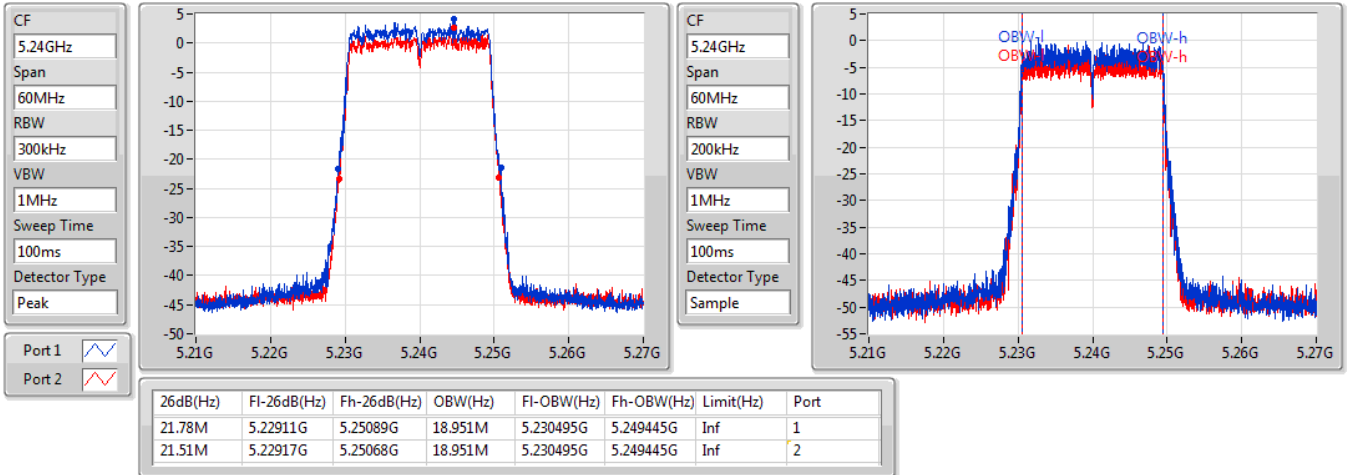 CF
5.24GHz
Span
60MHz
RBW
300kHz
VBW
1MHz
Sweep Time
100ms
Detector Type
Peak
5
0
-5
-10
-15
-20
-25
-30
-35
-40
-45
-50
5.21G 5.22G 5.23G 5.24G 5.25G 5.26G 5.27G
CF
5.24GHz
Span
60MHz
RBW
200kHz
VBW
1MHz
Sweep Time
100ms
Detector Type
Sample
5
0
-5
-10
-15
-20
-25
-30
-35
-40
-45
-50
-55
OBW-l OBW-h
OBW-h
5.21G 5.22G 5.23G 5.24G 5.25G 5.26G 5.27G
Port 1
Port 2
26dB(Hz) Fl-26dB(Hz) Fh-26dB(Hz) OBW(Hz) Fl-OBW(Hz) Fh-OBW(Hz) Limit(Hz) Port
21.78M 5.22911G 5.25089G 18.951M 5.230495G 5.249445G Inf 1
21.51M 5.22917G 5.25068G 18.951M 5.230495G 5.249445G Inf 2